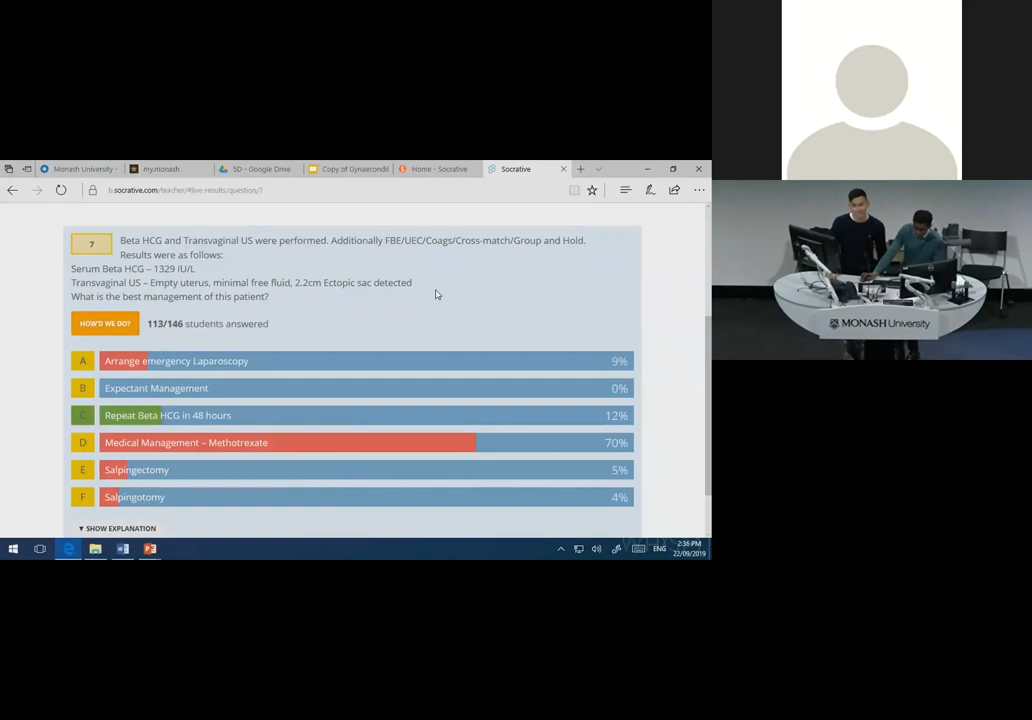 Monash University -
my.monash
5D - Google Drive
Copy of Gynaecondit
Home - Socrative
Socrative
b.socrative.com/teacher/#live-results/question/7
7
Beta HCG and Transvaginal US were performed. Additionally FBE/UEC/Coags/Cross-match/Group and Hold.
Results were as follows:
Serum Beta HCG – 1329 IU/L
Transvaginal US – Empty uterus, minimal free fluid, 2.2cm Ectopic sac detected
What is the best management of this patient?
HOW'D WE DO?
113/146 students answered
A Arrange emergency Laparoscopy 9%
B Expectant Management 0%
C Repeat Beta HCG in 48 hours 12%
D Medical Management – Methotrexate 70%
E Salpingectomy 5%
F Salpingotomy 4%
▼ SHOW EXPLANATION
ENG
2:36 PM
22/09/2019
MONASH University